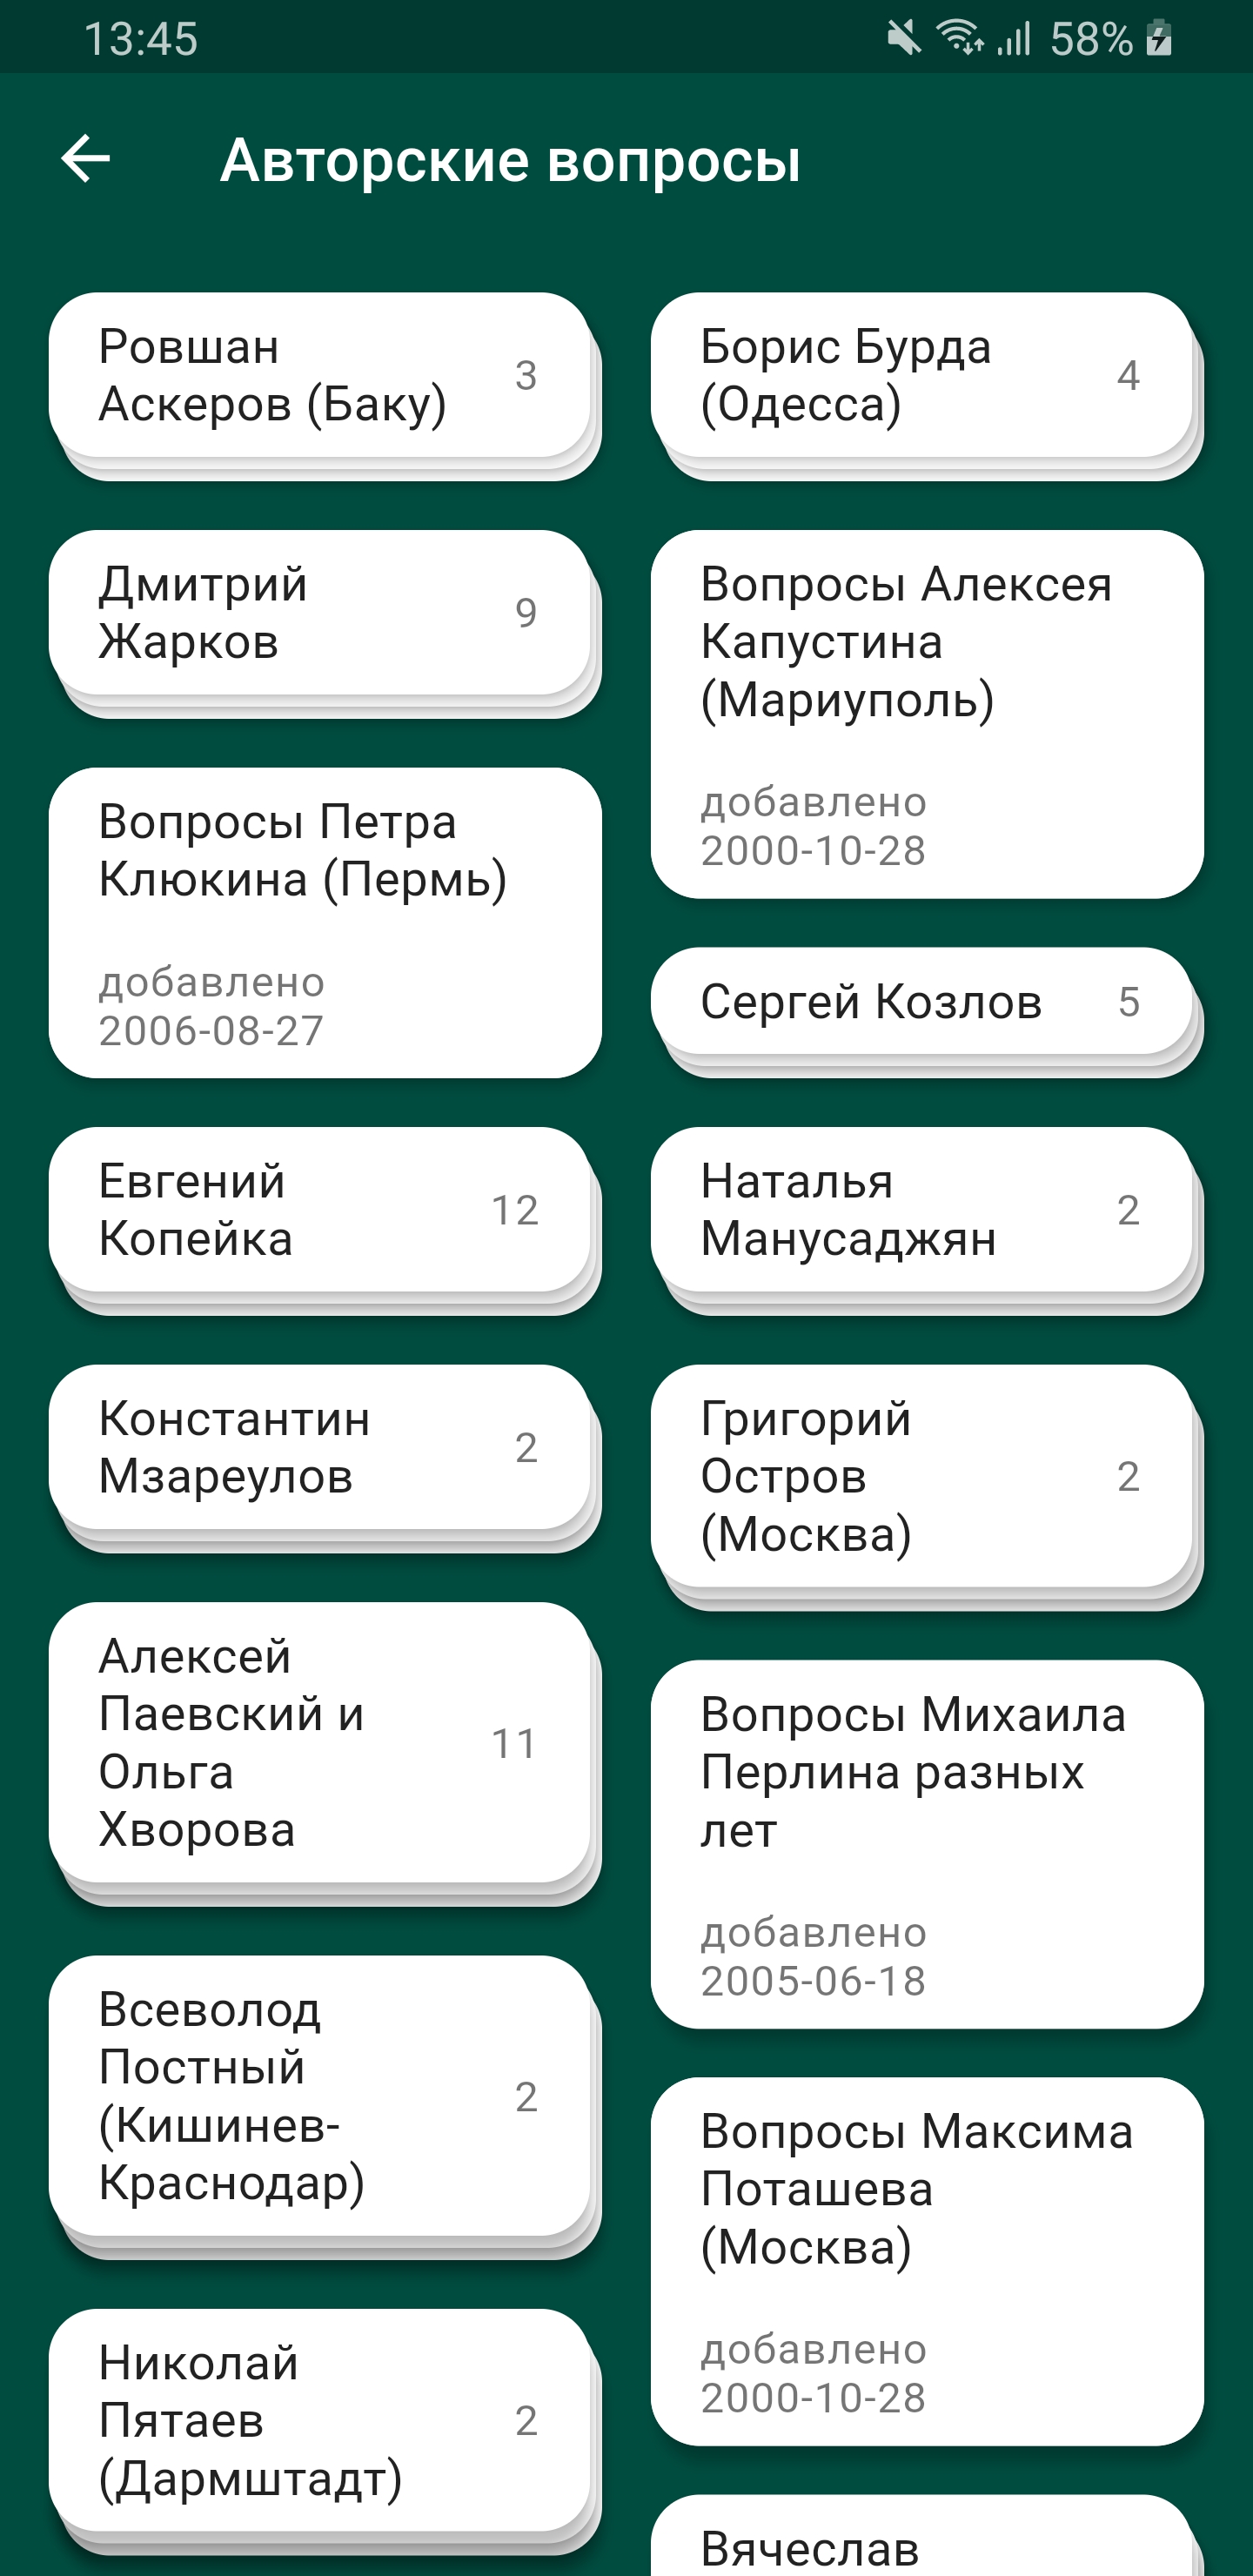 13:45
58%
Авторские вопросы
Ровшан
Аскеров (Баку)
3
Борис Бурда
(Одесса)
4
Дмитрий
Жарков
9
Вопросы Алексея
Капустина
(Мариуполь)
добавлено
2000-10-28
Вопросы Петра
Клюкина (Пермь)
добавлено
2006-08-27
Сергей Козлов
5
Евгений
Копейка
12
Наталья
Манусаджян
2
Константин
Мзареулов
2
Григорий
Остров
(Москва)
2
Алексей
Паевский и
Ольга
Хворова
11
Вопросы Михаила
Перлина разных
лет
добавлено
2005-06-18
Всеволод
Постный
(Кишинев-
Краснодар)
2
Вопросы Максима
Поташева
(Москва)
добавлено
2000-10-28
Николай
Пятаев
(Дармштадт)
2
Вячеслав